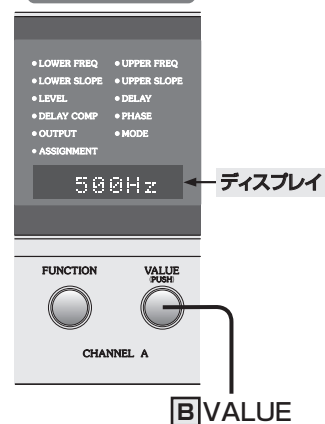 • LOWER FREQ • UPPER FREQ
• LOWER SLOPE • UPPER SLOPE
• LEVEL • DELAY
• DELAY COMP • PHASE
• OUTPUT • MODE
• ASSIGNMENT
500Hz
ディスプレイ
FUNCTION VALUE
(PUSH)
CHANNEL A
B VALUE